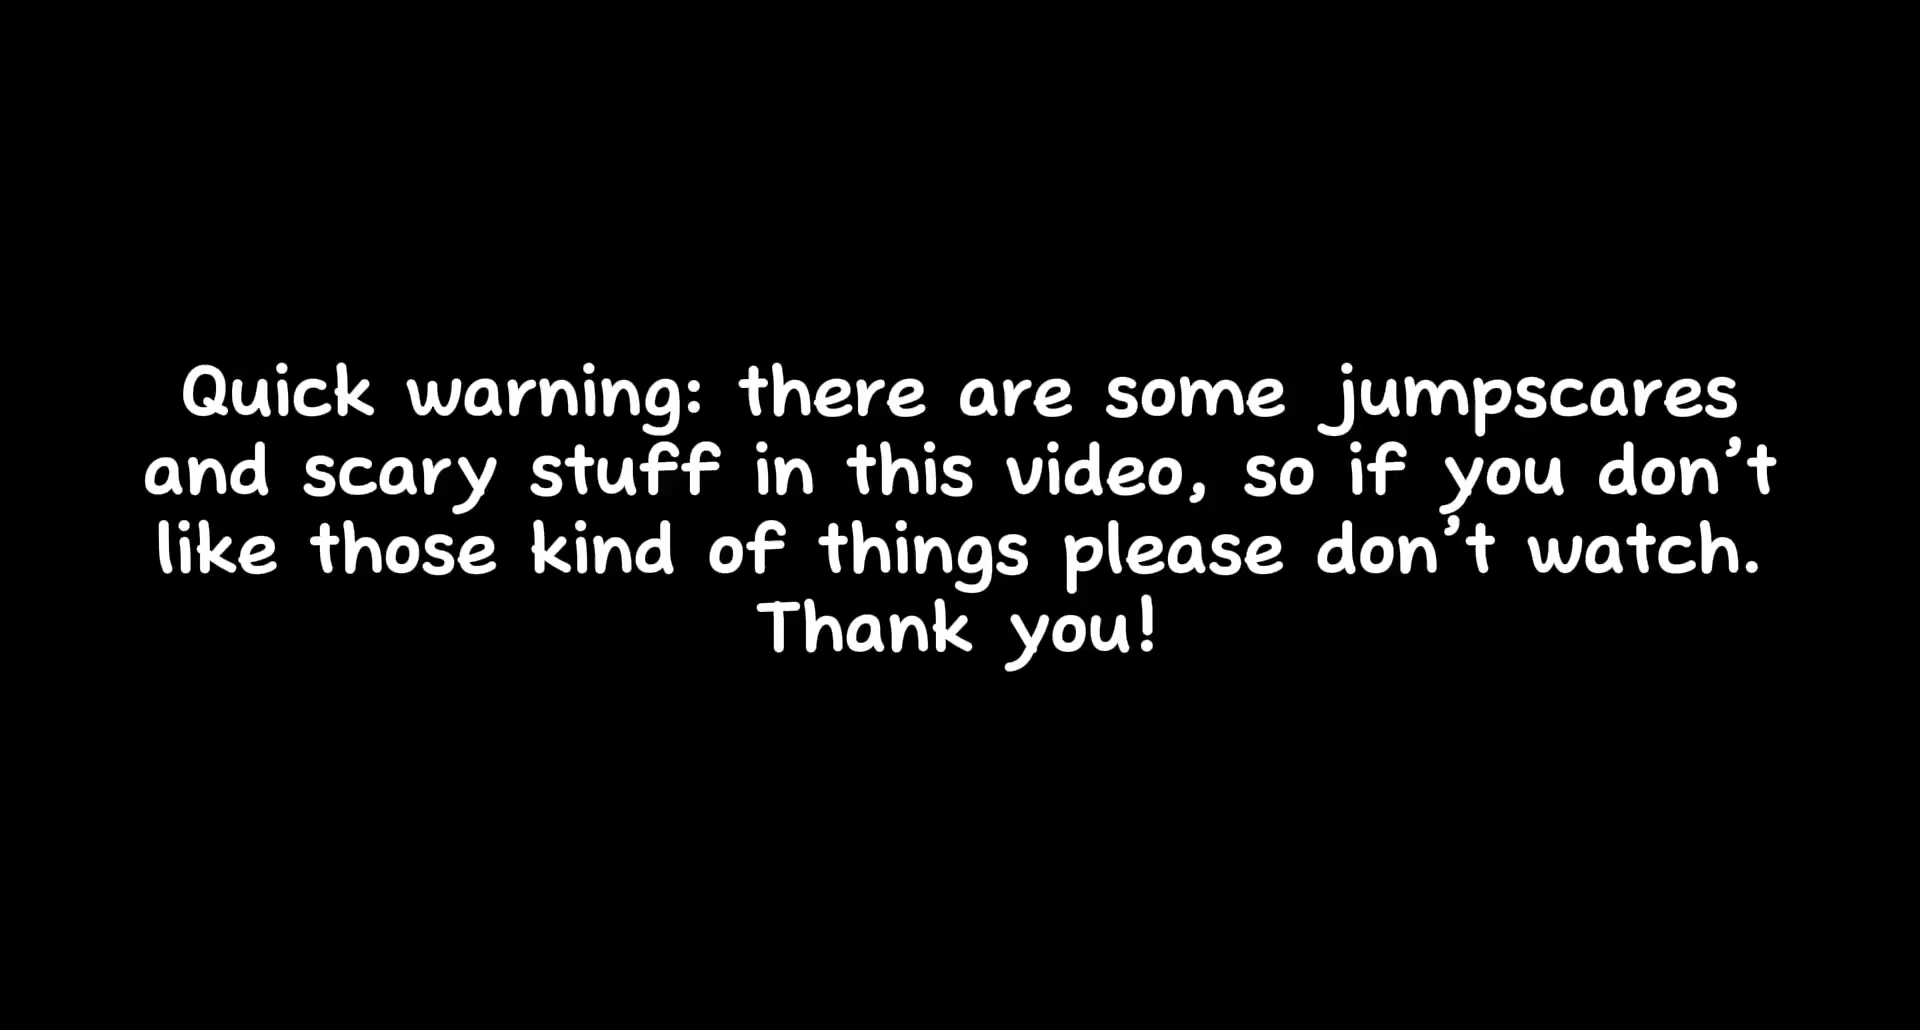 Quick warning: there are some jumpscares
and scary stuff in this video, so if you don’t
like those kind of things please don’t watch.
Thank you!